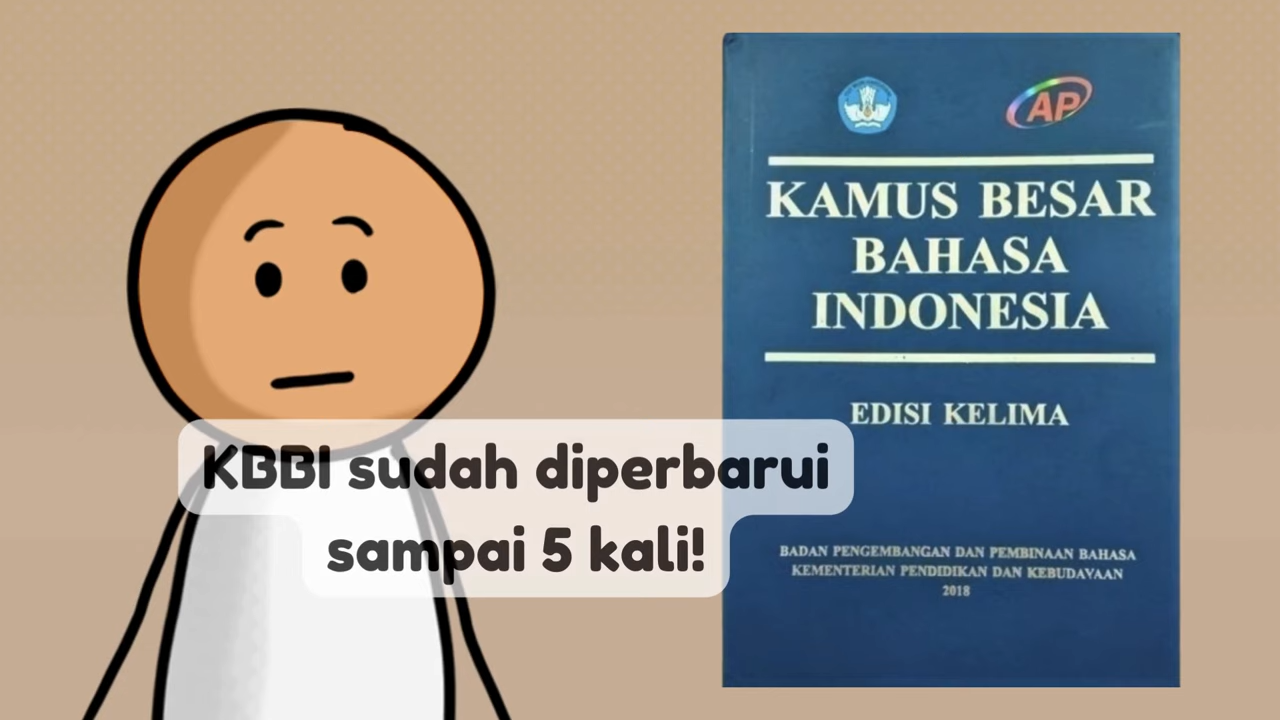 AP
KAMUS BESAR
BAHASA
INDONESIA
EDISI KELIMA
KBBI sudah diperbarui
sampai 5 kali!
BADAN PENGEMBANGAN DAN PEMBINAAN BAHASA
KEMENTERIAN PENDIDIKAN DAN KEBUDAYAAN
2018